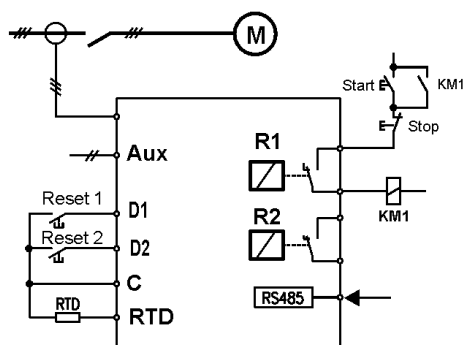 M
Start
KM1
Stop
Aux
R1
Reset 1
D1
KM1
Reset 2
R2
D2
C
RTD
RTD
RS485